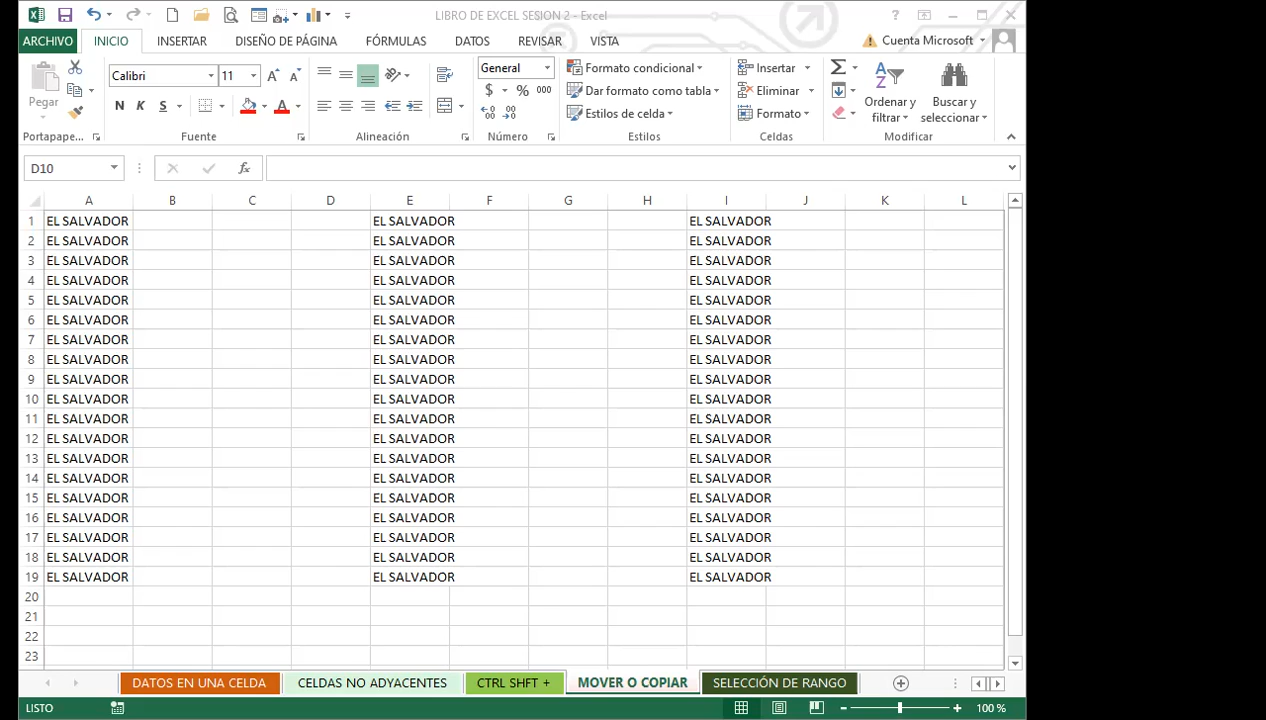 LIBRO DE EXCEL SESION 2 - Excel
ARCHIVO INICIO INSERTAR DISEÑO DE PÁGINA FÓRMULAS DATOS REVISAR VISTA Cuenta Microsoft
Calibri 11 General Formato condicional Insertar
Pegar $ % 000 Dar formato como tabla Eliminar Ordenar y Buscar y
N K S A Estilos de celda Formato filtrar seleccionar
Portapape... Fuente Alineación Número Estilos Celdas Modificar
D10 fx
A B C D E F G H I J K L
1 EL SALVADOR EL SALVADOR EL SALVADOR
2 EL SALVADOR EL SALVADOR EL SALVADOR
3 EL SALVADOR EL SALVADOR EL SALVADOR
4 EL SALVADOR EL SALVADOR EL SALVADOR
5 EL SALVADOR EL SALVADOR EL SALVADOR
6 EL SALVADOR EL SALVADOR EL SALVADOR
7 EL SALVADOR EL SALVADOR EL SALVADOR
8 EL SALVADOR EL SALVADOR EL SALVADOR
9 EL SALVADOR EL SALVADOR EL SALVADOR
10 EL SALVADOR EL SALVADOR EL SALVADOR
11 EL SALVADOR EL SALVADOR EL SALVADOR
12 EL SALVADOR EL SALVADOR EL SALVADOR
13 EL SALVADOR EL SALVADOR EL SALVADOR
14 EL SALVADOR EL SALVADOR EL SALVADOR
15 EL SALVADOR EL SALVADOR EL SALVADOR
16 EL SALVADOR EL SALVADOR EL SALVADOR
17 EL SALVADOR EL SALVADOR EL SALVADOR
18 EL SALVADOR EL SALVADOR EL SALVADOR
19 EL SALVADOR EL SALVADOR EL SALVADOR
20
21
22
23
DATOS EN UNA CELDA CELDAS NO ADYACENTES CTRL SHFT + MOVER O COPIAR SELECCIÓN DE RANGO
LISTO 100 %